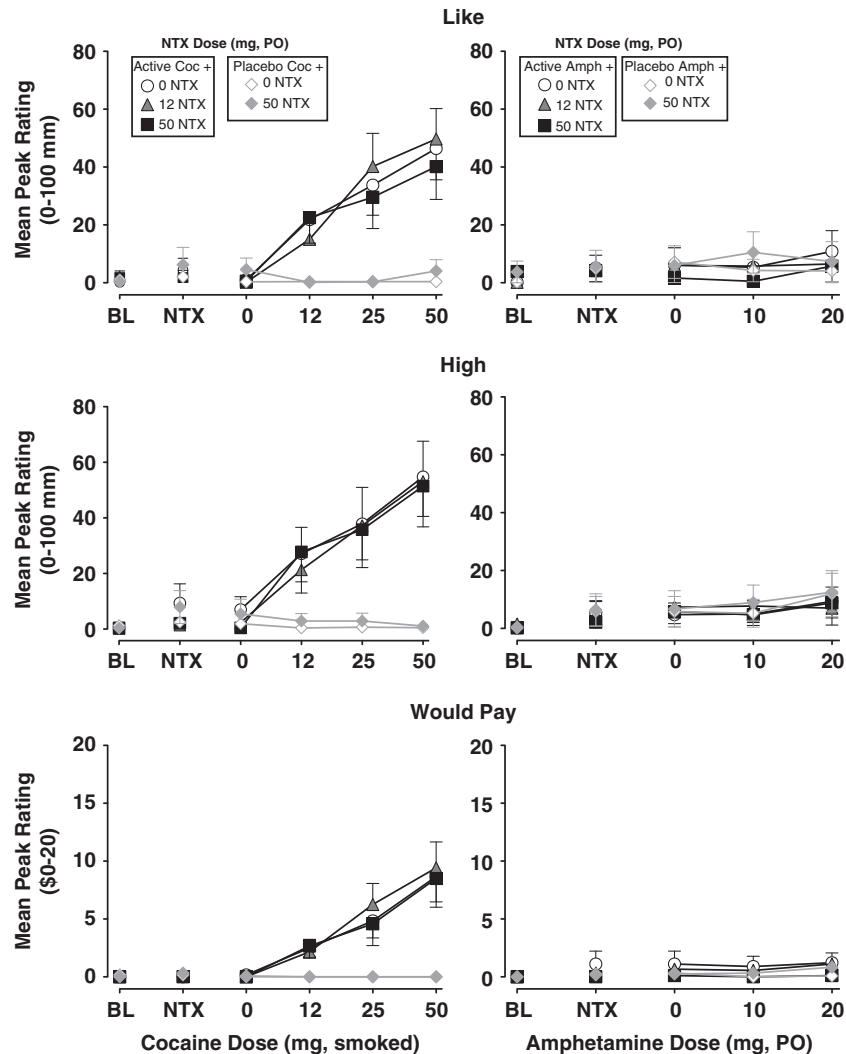 Like
NTX Dose (mg, PO)
Active Coc +
0 NTX
12 NTX
50 NTX
Placebo Coc +
0 NTX
50 NTX
Mean Peak Rating
(0-100 mm)
80
60
40
20
0
BL NTX 0 12 25 50
NTX Dose (mg, PO)
Active Amph +
0 NTX
12 NTX
50 NTX
Placebo Amph +
0 NTX
50 NTX
80
60
40
20
0
BL NTX 0 10 20
High
Mean Peak Rating
(0-100 mm)
80
60
40
20
0
BL NTX 0 12 25 50
80
60
40
20
0
BL NTX 0 10 20
Would Pay
Mean Peak Rating
($0-20)
20
15
10
5
0
BL NTX 0 12 25 50
Cocaine Dose (mg, smoked)
20
15
10
5
0
BL NTX 0 10 20
Amphetamine Dose (mg, PO)